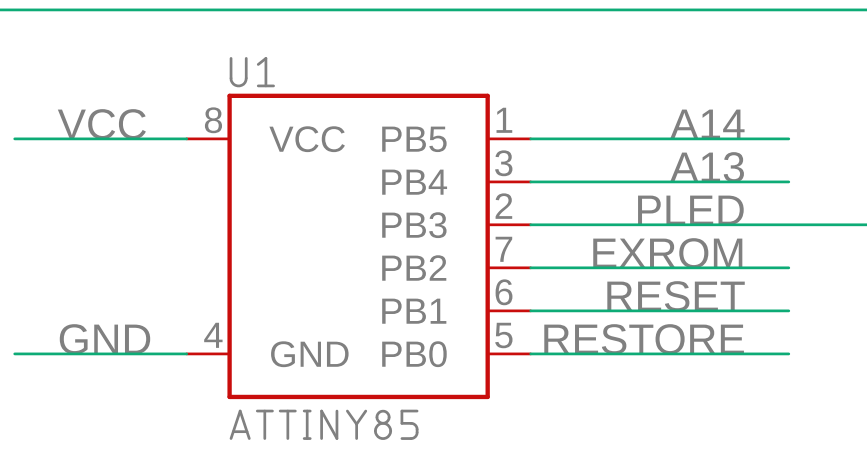 U1
VCC 8 VCC PB5 1 A14
PB4 3 A13
PB3 2 PLED
PB2 7 EXROM
PB1 6 RESET
GND 4 GND PB0 5 RESTORE
ATTINY85